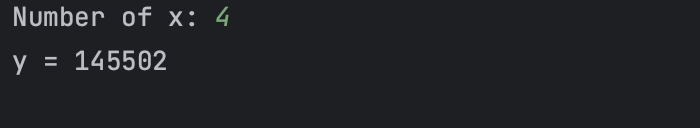 Number of x: 4
y = 145502